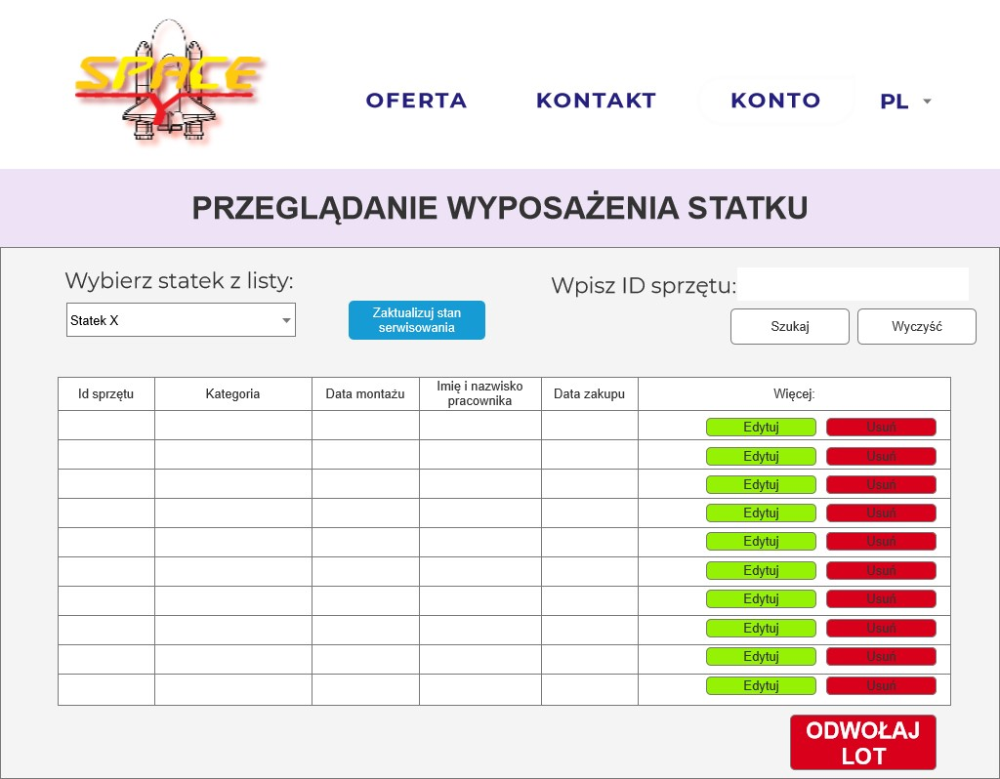 SPACE
Y
OFERTA KONTAKT KONTO PL
PRZEGLĄDANIE WYPOSAŻENIA STATKU
Wybierz statek z listy:
Wpisz ID sprzętu:
Statek X
Zaktualizuj stan
serwisowania
Szukaj Wyczyść
Id sprzętu Kategoria Data montażu Imię i nazwisko
pracownika Data zakupu Więcej:
Edytuj Usuń
Edytuj Usuń
Edytuj Usuń
Edytuj Usuń
Edytuj Usuń
Edytuj Usuń
Edytuj Usuń
Edytuj Usuń
Edytuj Usuń
Edytuj Usuń
ODWOŁAJ
LOT